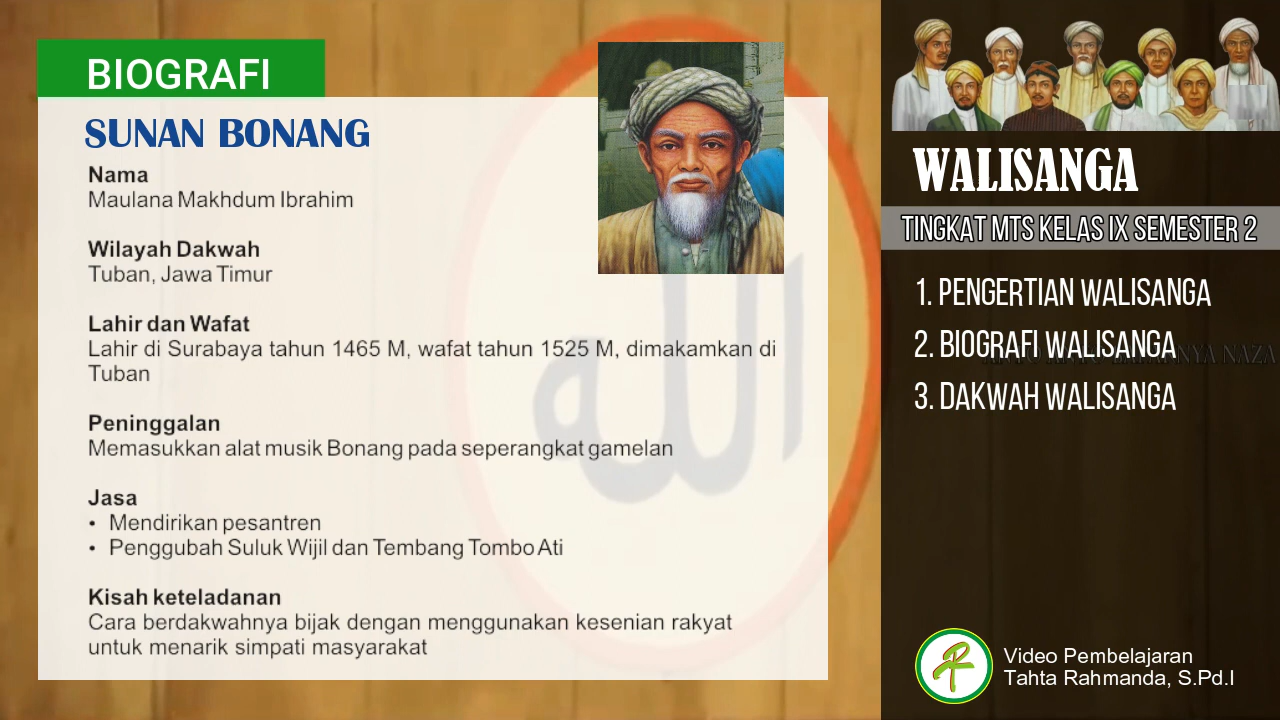 BIOGRAFI
SUNAN BONANG
Nama
Maulana Makhdum Ibrahim
Wilayah Dakwah
Tuban, Jawa Timur
Lahir dan Wafat
Lahir di Surabaya tahun 1465 M, wafat tahun 1525 M, dimakamkan di
Tuban
Peninggalan
Memasukkan alat musik Bonang pada seperangkat gamelan
Jasa
• Mendirikan pesantren
• Penggubah Suluk Wijil dan Tembang Tombo Ati
Kisah keteladanan
Cara berdakwahnya bijak dengan menggunakan kesenian rakyat
untuk menarik simpati masyarakat
الله
WALISANGA
TINGKAT MTS KELAS IX SEMESTER 2
1. PENGERTIAN WALISANGA
2. BIOGRAFI WALISANGA
3. DAKWAH WALISANGA
Video Pembelajaran
Tahta Rahmanda, S.Pd.I